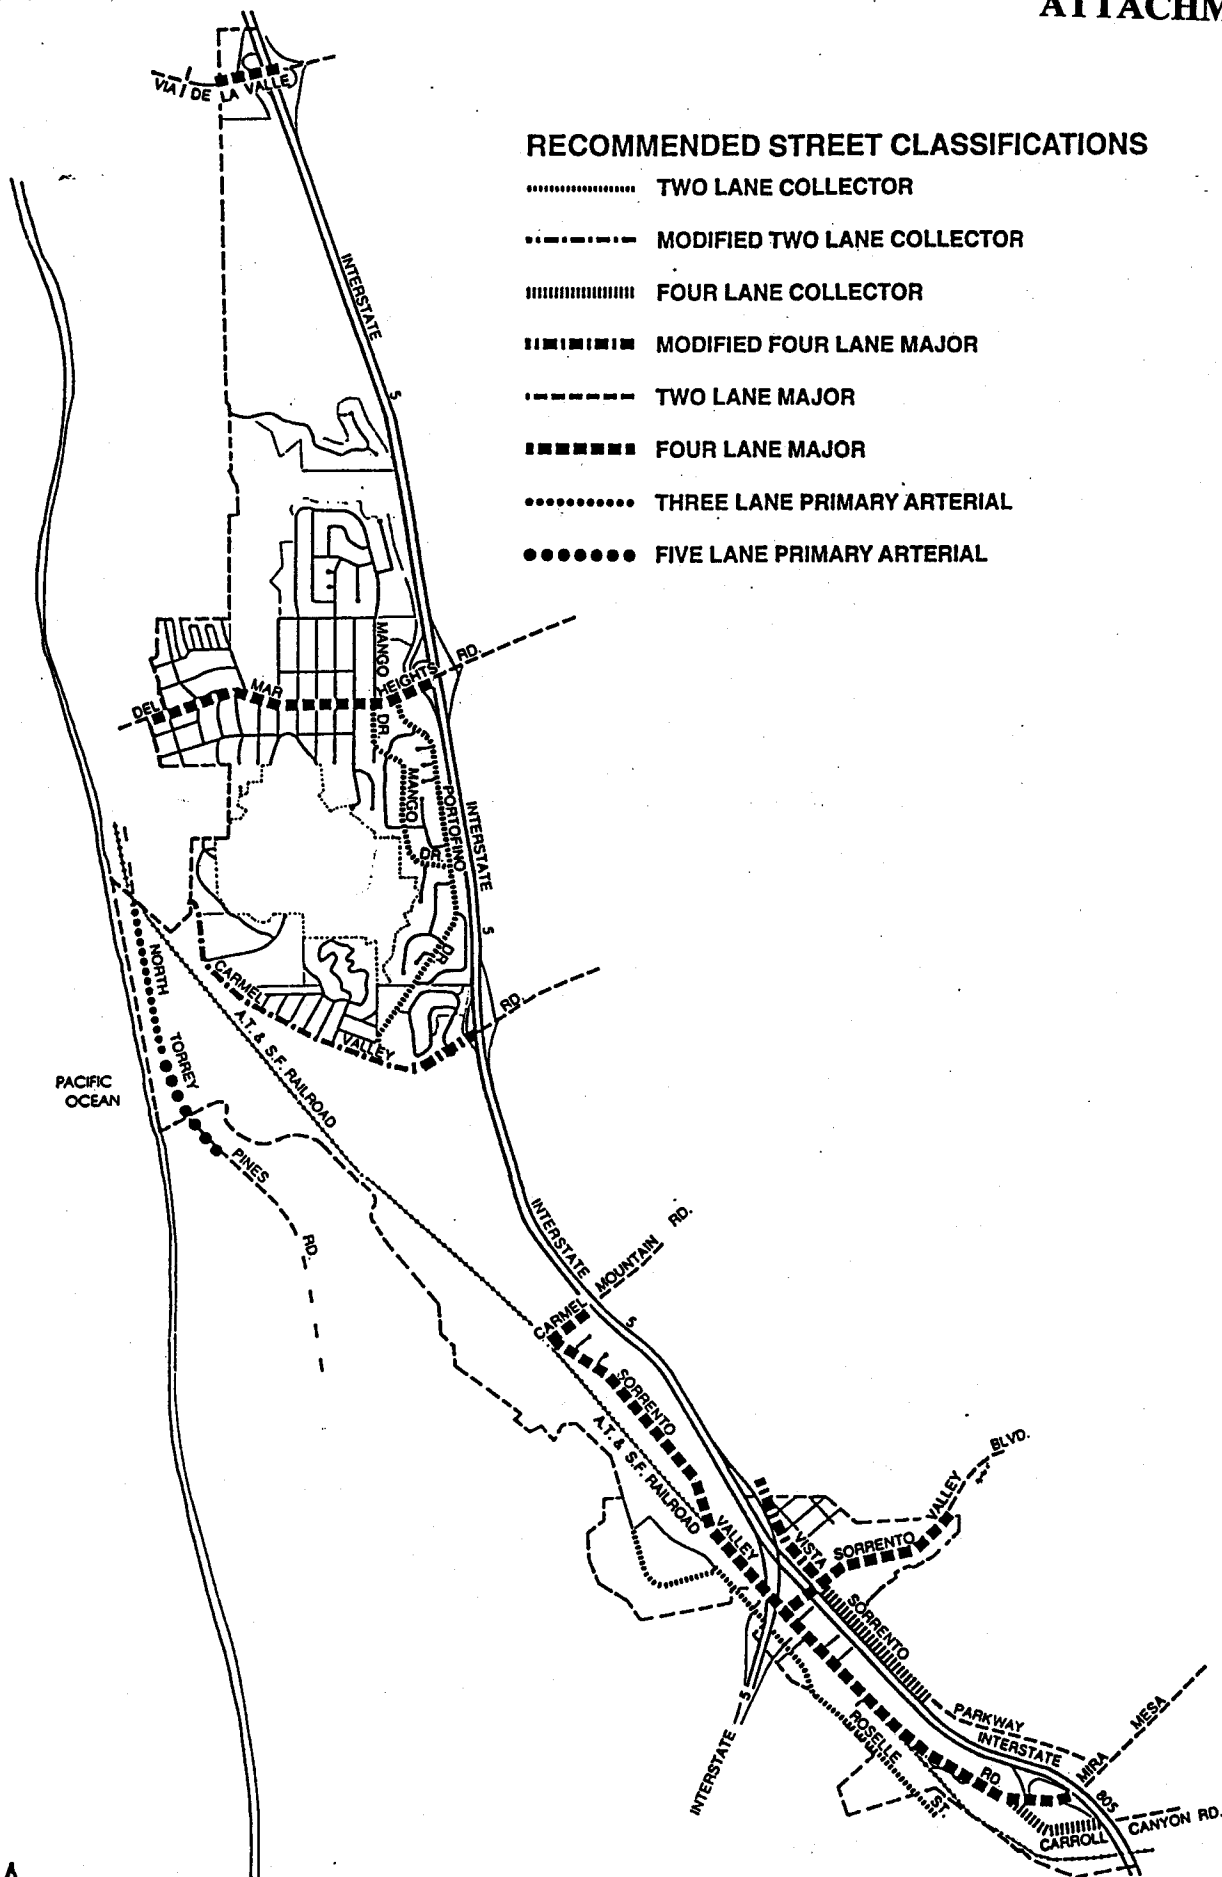 ATTACHM
VIA DE LA VALLE
RECOMMENDED STREET CLASSIFICATIONS
TWO LANE COLLECTOR
MODIFIED TWO LANE COLLECTOR
FOUR LANE COLLECTOR
MODIFIED FOUR LANE MAJOR
TWO LANE MAJOR
FOUR LANE MAJOR
THREE LANE PRIMARY ARTERIAL
FIVE LANE PRIMARY ARTERIAL
INTERSTATE
5
MANGO
DR
DEL MAR HEIGHTS RD.
MANGO
DR.
PORTOFINO
DR
INTERSTATE
5
NORTH TORREY PINES RD.
CARMEL VALLEY RD.
A.T. & S.F. RAILROAD
PACIFIC
OCEAN
INTERSTATE
5
CARMEL MOUNTAIN RD.
SORRENTO VALLEY RD.
A.T. & S.F. RAILROAD
SORRENTO VALLEY BLVD.
VISTA SORRENTO PARKWAY
INTERSTATE 5
ROSELLE ST.
INTERSTATE
805
MIRA MESA
CARROLL CANYON RD.